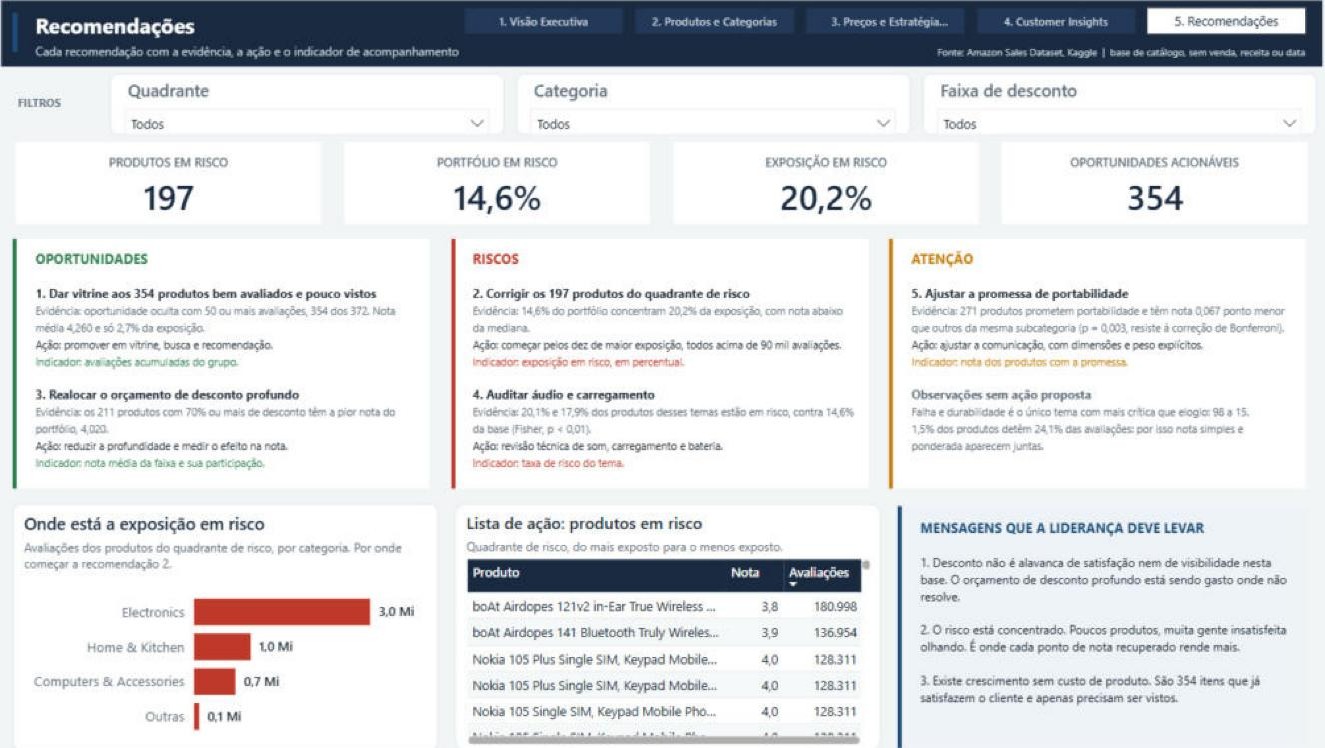 Recomendações
Cada recomendação com a evidência, a ação e o indicador de acompanhamento
1. Visão Executiva
2. Produtos e Categorias
3. Preços e Estratégia...
4. Customer Insights
5. Recomendações
Fonte: Amazon Sales Dataset, Kaggle | base de catálogo, sem venda, receita ou data
FILTROS
Quadrante
Todos
Categoria
Todos
Faixa de desconto
Todos
PRODUTOS EM RISCO
197
PORTFÓLIO EM RISCO
14,6%
EXPOSIÇÃO EM RISCO
20,2%
OPORTUNIDADES ACIONÁVEIS
354
OPORTUNIDADES
1. Dar vitrine aos 354 produtos bem avaliados e pouco vistos
Evidência: oportunidade oculta com 50 ou mais avaliações, 354 dos 372. Nota
média 4,260 e só 2,7% da exposição.
Ação: promover em vitrine, busca e recomendação.
Indicador: avaliações acumuladas do grupo.
3. Realocar o orçamento de desconto profundo
Evidência: os 211 produtos com 70% ou mais de desconto têm a pior nota do
portfólio, 4,020.
Ação: reduzir a profundidade e medir o efeito na nota.
Indicador: nota média da faixa e sua participação.
RISCOS
2. Corrigir os 197 produtos do quadrante de risco
Evidência: 14,6% do portfólio concentram 20,2% da exposição, com nota abaixo
da mediana.
Ação: começar pelos dez de maior exposição, todos acima de 90 mil avaliações.
Indicador: exposição em risco, em percentual.
4. Auditar áudio e carregamento
Evidência: 20,1% e 17,9% dos produtos desses temas estão em risco, contra 14,6%
da base (Fisher, p < 0,01).
Ação: revisão técnica de som, carregamento e bateria.
Indicador: taxa de risco do tema.
ATENÇÃO
5. Ajustar a promessa de portabilidade
Evidência: 271 produtos prometem portabilidade e têm nota 0,067 ponto menor
que outros da mesma subcategoria (p = 0,003, resiste à correção de Bonferroni).
Ação: ajustar a comunicação, com dimensões e peso explícitos.
Indicador: nota dos produtos com a promessa.
Observações sem ação proposta
Falha e durabilidade é o único tema com mais crítica que elogio: 98 a 15.
1,5% dos produtos detêm 24,1% das avaliações: por isso nota simples e
ponderada aparecem juntas.
Onde está a exposição em risco
Avaliações dos produtos do quadrante de risco, por categoria. Por onde
começar a recomendação 2.
Electronics 3,0 Mi
Home & Kitchen 1,0 Mi
Computers & Accessories 0,7 Mi
Outras 0,1 Mi
Lista de ação: produtos em risco
Quadrante de risco, do mais exposto para o menos exposto.
Produto Nota Avaliações
boAt Airdopes 121v2 in-Ear True Wireless ... 3,8 180.998
boAt Airdopes 141 Bluetooth Truly Wireles... 3,9 136.954
Nokia 105 Plus Single SIM, Keypad Mobile... 4,0 128.311
Nokia 105 Plus Single SIM, Keypad Mobile... 4,0 128.311
Nokia 105 Single SIM, Keypad Mobile Pho... 4,0 128.311
MENSAGENS QUE A LIDERANÇA DEVE LEVAR
1. Desconto não é alavanca de satisfação nem de visibilidade nesta
base. O orçamento de desconto profundo está sendo gasto onde não
resolve.
2. O risco está concentrado. Poucos produtos, muita gente insatisfeita
olhando. É onde cada ponto de nota recuperado rende mais.
3. Existe crescimento sem custo de produto. São 354 itens que já
satisfazem o cliente e apenas precisam ser vistos.